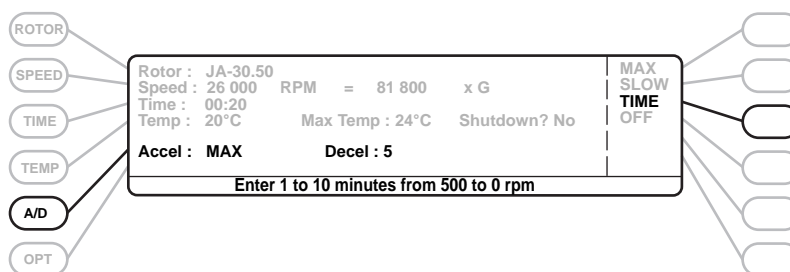 ROTOR
SPEED
TIME
TEMP
A/D
OPT
Rotor : JA-30.50
Speed : 26 000 RPM = 81 800 x G
Time : 00:20
Temp : 20°C Max Temp : 24°C Shutdown? No
Accel : MAX Decel : 5
Enter 1 to 10 minutes from 500 to 0 rpm
MAX
SLOW
TIME
OFF